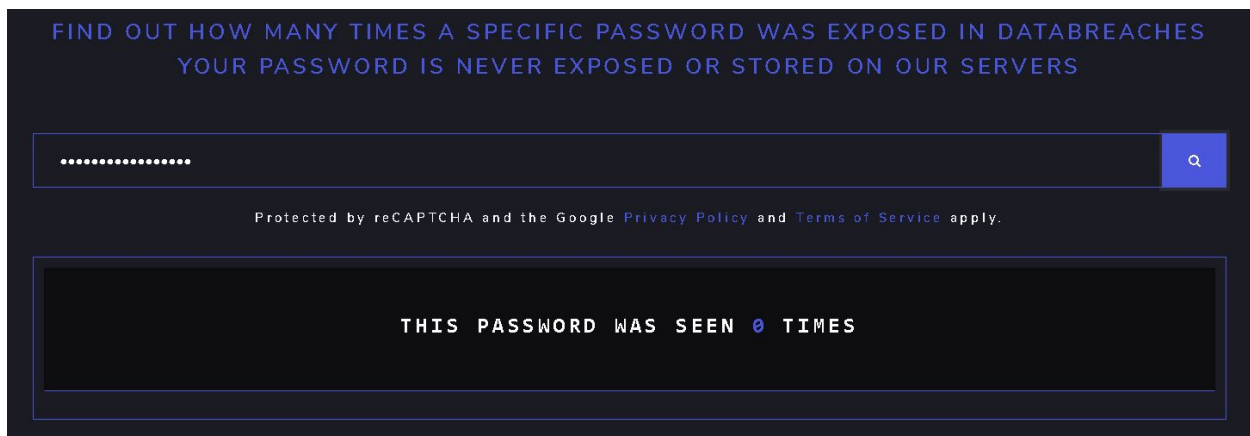 FIND OUT HOW MANY TIMES A SPECIFIC PASSWORD WAS EXPOSED IN DATABREACHES
YOUR PASSWORD IS NEVER EXPOSED OR STORED ON OUR SERVERS
•••••••••••••••••
Protected by reCAPTCHA and the Google Privacy Policy and Terms of Service apply.
THIS PASSWORD WAS SEEN 0 TIMES